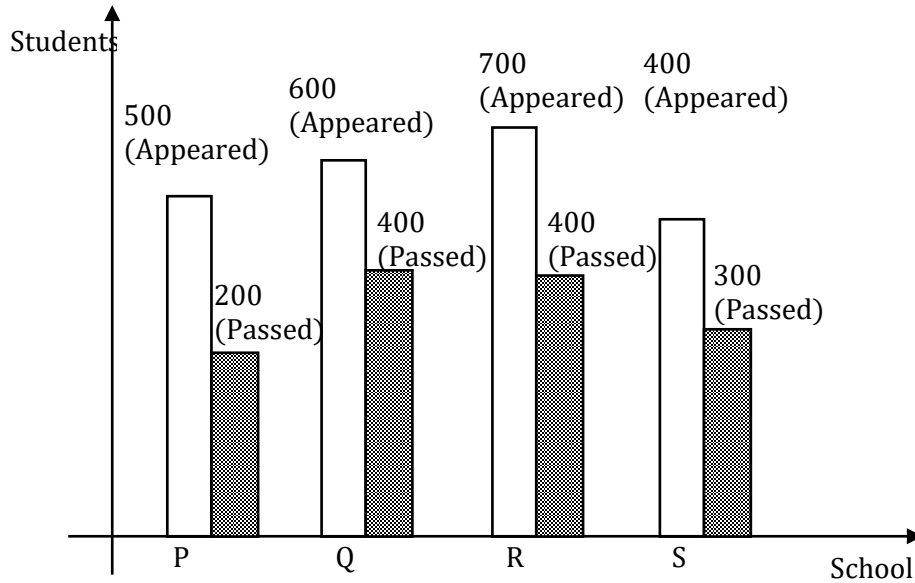 Students
500
(Appeared)
600
(Appeared)
700
(Appeared)
400
(Appeared)
200
(Passed)
400
(Passed)
400
(Passed)
300
(Passed)
P Q R S
School